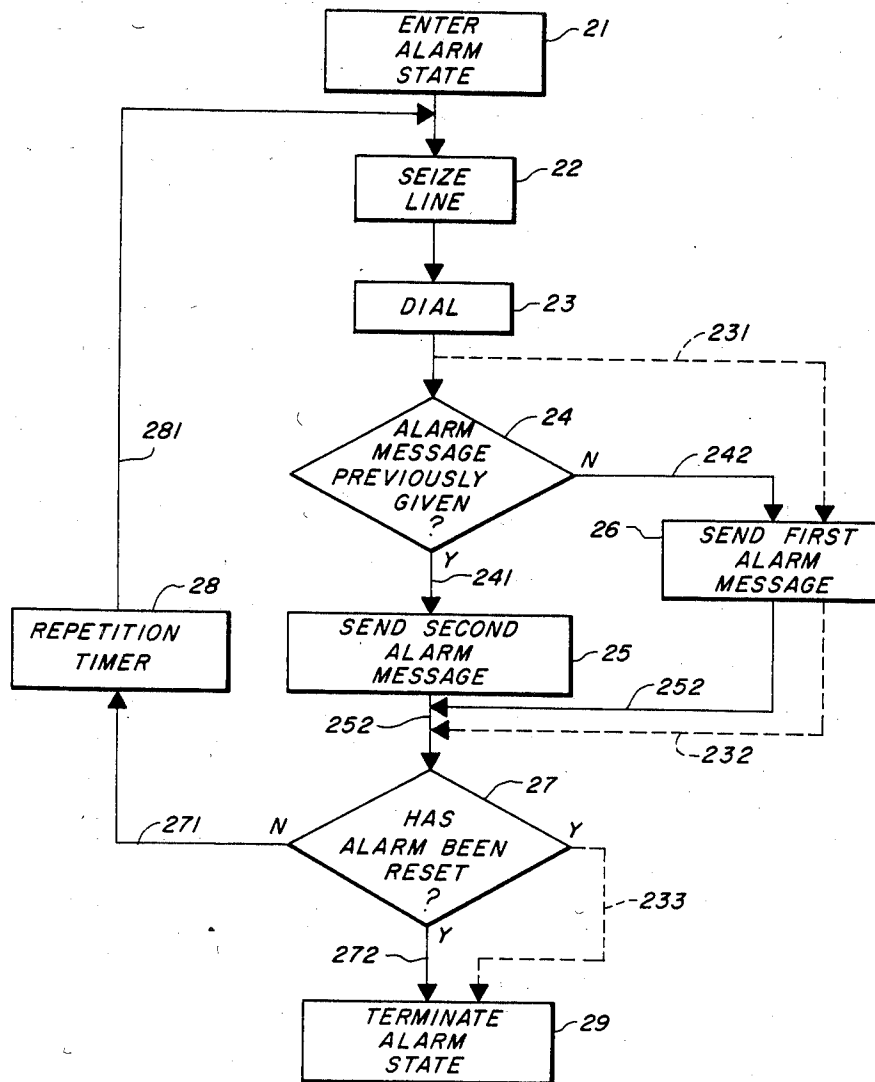 ENTER
ALARM
STATE
21
SEIZE
LINE
22
DIAL
23
231
ALARM
MESSAGE
PREVIOUSLY
GIVEN
?
24
N
242
Y
241
281
26
SEND FIRST
ALARM
MESSAGE
28
REPETITION
TIMER
SEND SECOND
ALARM
MESSAGE
25
252
252
232
27
HAS
ALARM BEEN
RESET
?
N
271
Y
233
Y
272
TERMINATE
ALARM
STATE
29